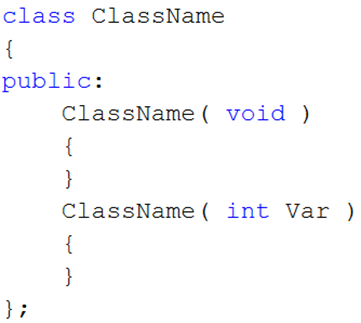 class ClassName
{
public:
    ClassName( void )
    {
    }
    ClassName( int Var )
    {
    }
};